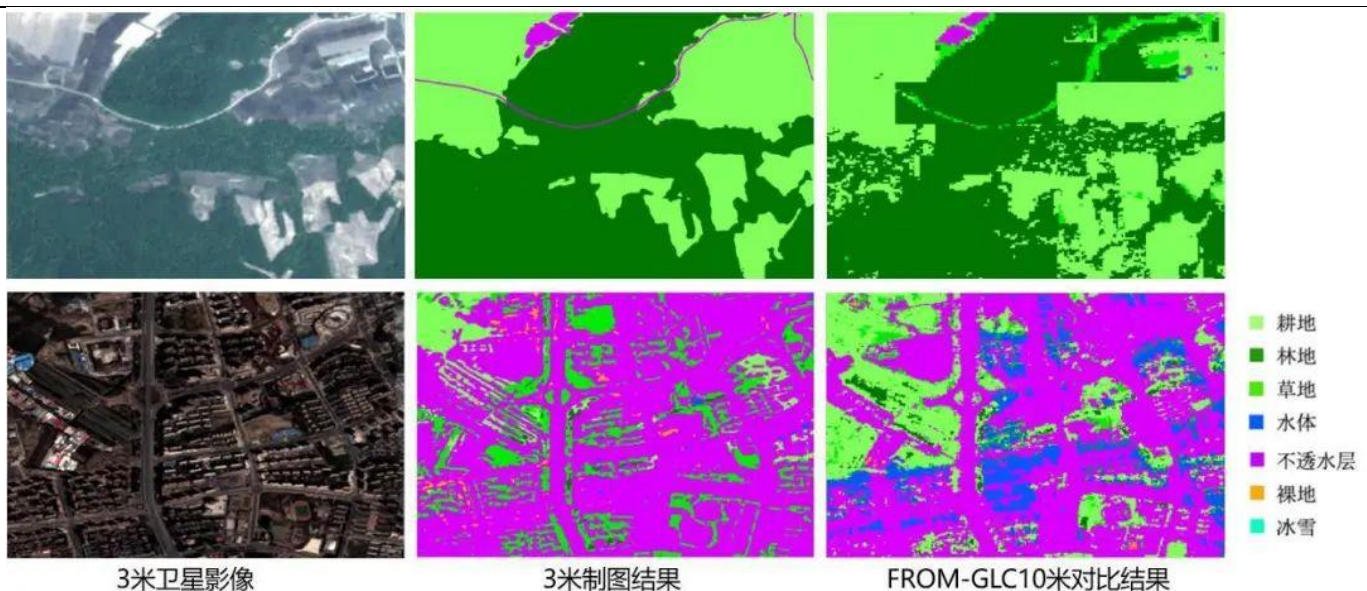 耕地
林地
草地
水体
不透水层
裸地
冰雪
3米卫星影像
3米制图结果
FROM-GLC10米对比结果